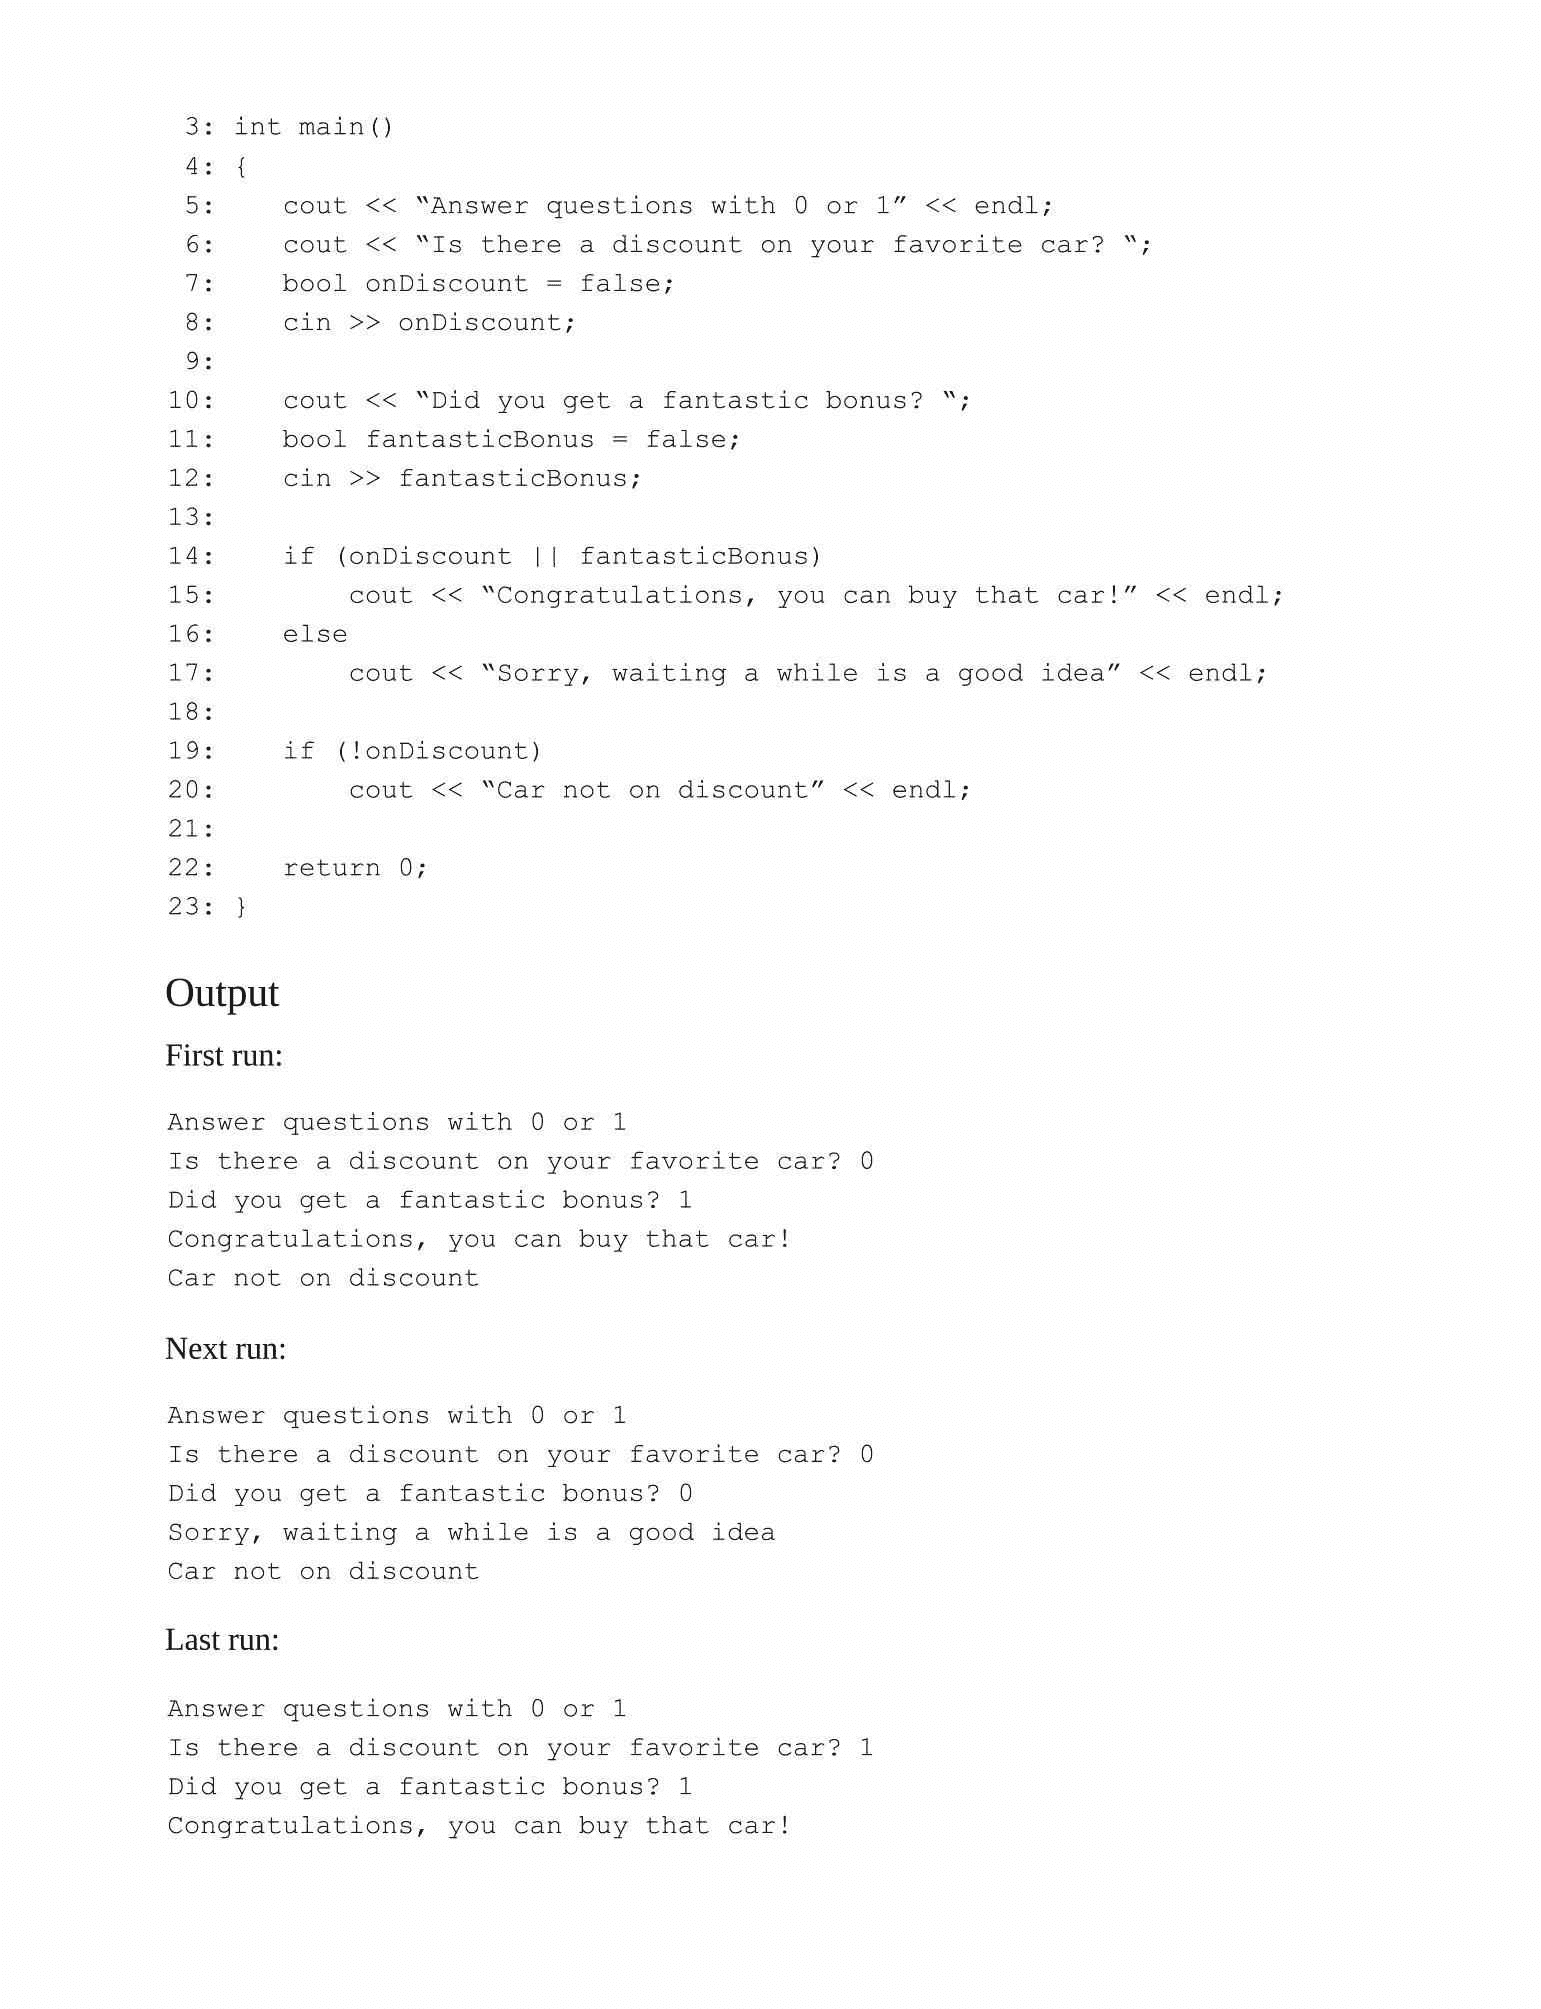 3: int main()
4: {
5:    cout << “Answer questions with 0 or 1” << endl;
6:    cout << “Is there a discount on your favorite car? “;
7:    bool onDiscount = false;
8:    cin >> onDiscount;
9:
10:    cout << “Did you get a fantastic bonus? “;
11:    bool fantasticBonus = false;
12:    cin >> fantasticBonus;
13:
14:    if (onDiscount || fantasticBonus)
15:        cout << “Congratulations, you can buy that car!” << endl;
16:    else
17:        cout << “Sorry, waiting a while is a good idea” << endl;
18:
19:    if (!onDiscount)
20:        cout << “Car not on discount” << endl;
21:
22:    return 0;
23: }
Output
First run:
Answer questions with 0 or 1
Is there a discount on your favorite car? 0
Did you get a fantastic bonus? 1
Congratulations, you can buy that car!
Car not on discount
Next run:
Answer questions with 0 or 1
Is there a discount on your favorite car? 0
Did you get a fantastic bonus? 0
Sorry, waiting a while is a good idea
Car not on discount
Last run:
Answer questions with 0 or 1
Is there a discount on your favorite car? 1
Did you get a fantastic bonus? 1
Congratulations, you can buy that car!